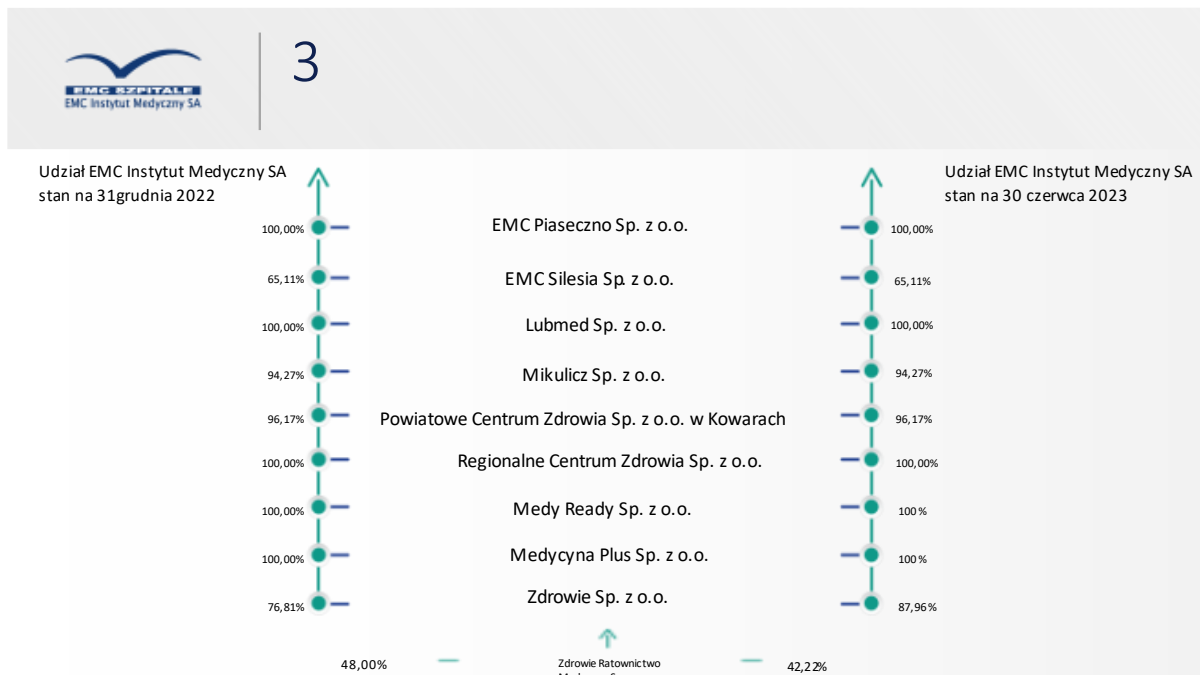 EMC SZPITALE
EMC Instytut Medyczny SA
3
Udział EMC Instytut Medyczny SA
stan na 31grudnia 2022
Udział EMC Instytut Medyczny SA
stan na 30 czerwca 2023
100,00% EMC Piaseczno Sp. z o.o. 100,00%
65,11% EMC Silesia Sp. z o.o. 65,11%
100,00% Lubmed Sp. z o.o. 100,00%
94,27% Mikulicz Sp. z o.o. 94,27%
96,17% Powiatowe Centrum Zdrowia Sp. z o.o. w Kowarach 96,17%
100,00% Regionalne Centrum Zdrowia Sp. z o.o. 100,00%
100,00% Medy Ready Sp. z o.o. 100%
100,00% Medycyna Plus Sp. z o.o. 100%
76,81% Zdrowie Sp. z o.o. 87,96%
48,00% Zdrowie Ratownictwo 42,22%